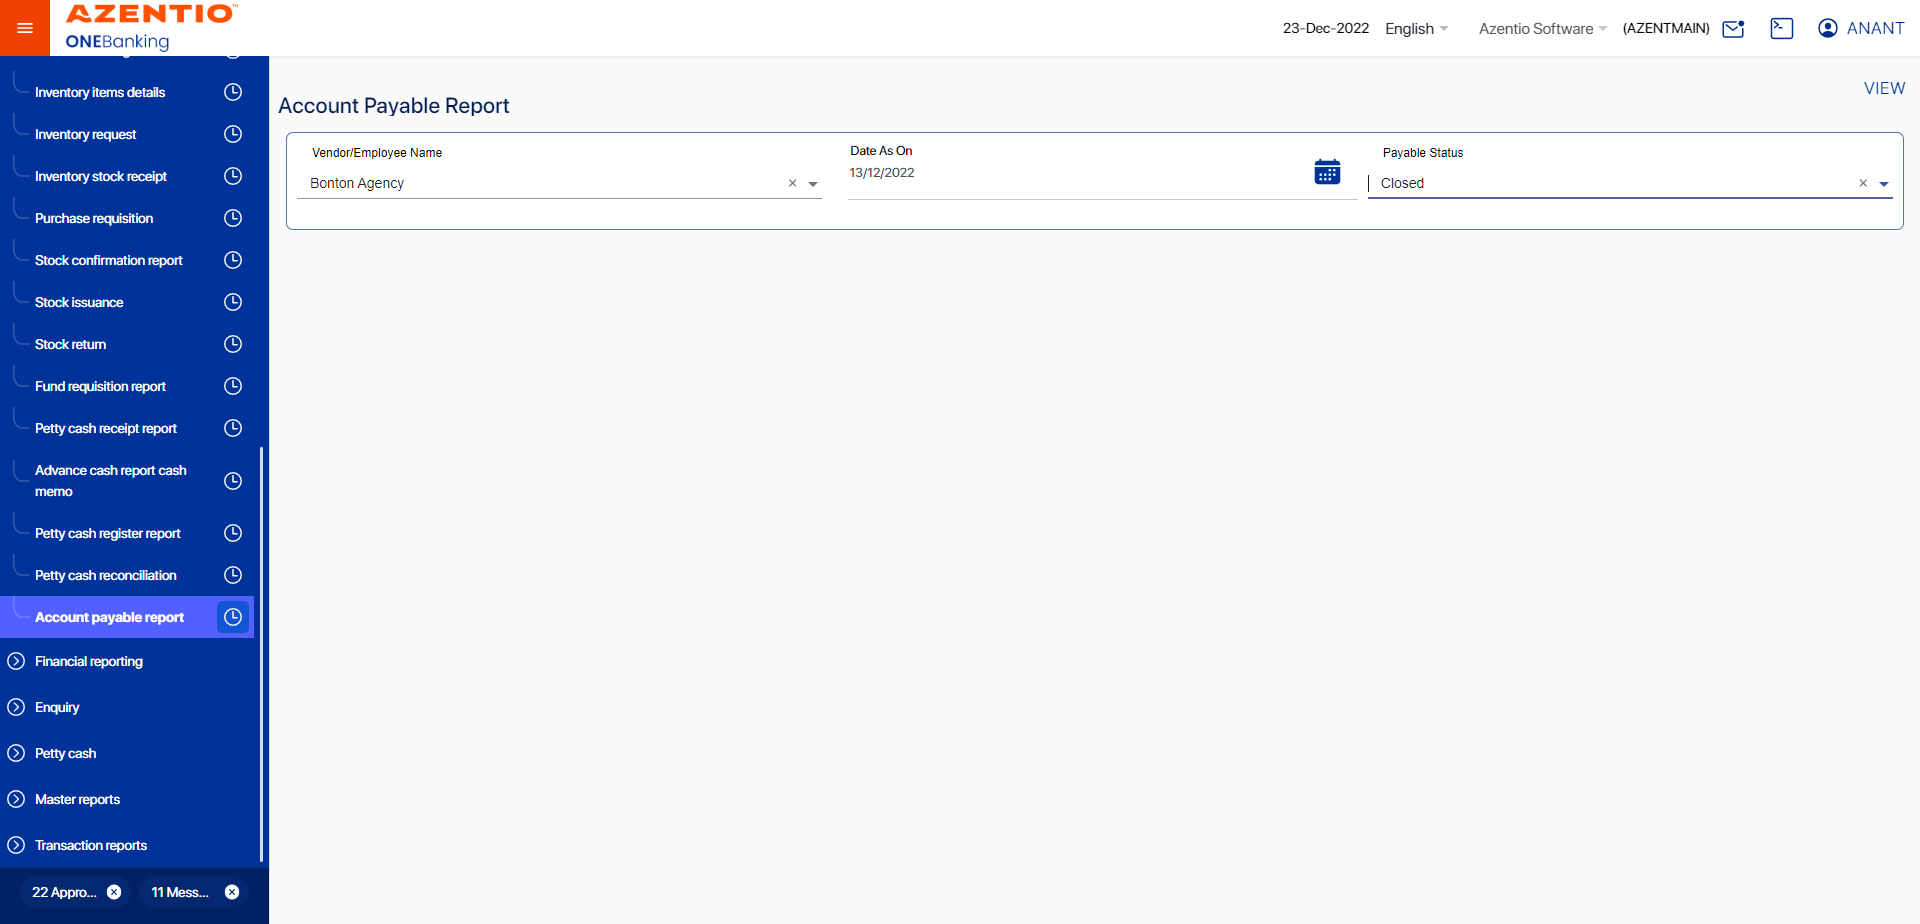 AZENTIO™
ONEBanking
23-Dec-2022
English
Azentio Software
(AZENTMAIN)
ANANT
Inventory items details
Inventory request
Inventory stock receipt
Purchase requisition
Stock confirmation report
Stock issuance
Stock return
Fund requisition report
Petty cash receipt report
Advance cash report cash
memo
Petty cash register report
Petty cash reconciliation
Account payable report
Financial reporting
Enquiry
Petty cash
Master reports
Transaction reports
22 Appro...
11 Mess...
VIEW
Account Payable Report
Vendor/Employee Name
Bonton Agency
Date As On
13/12/2022
Payable Status
Closed